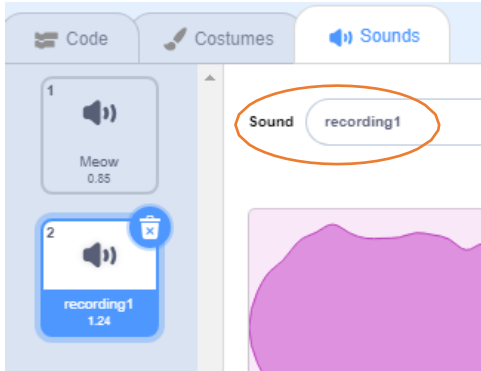 Code
Costumes
Sounds
1
Meow
0.85
2
recording1
1.24
Sound
recording1